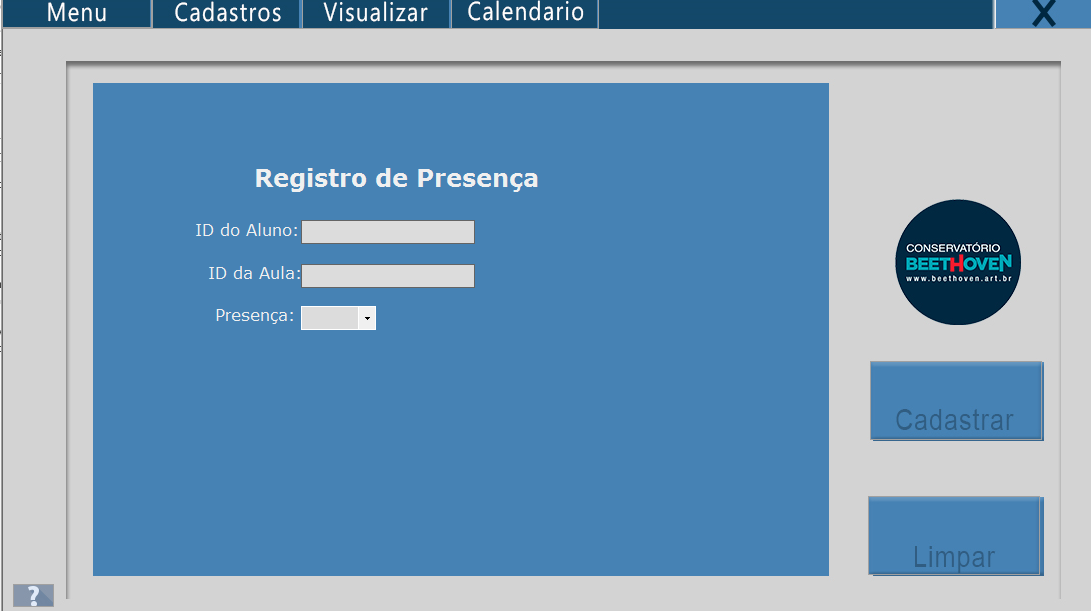 Menu
Cadastros
Visualizar
Calendario
X
Registro de Presença
ID do Aluno:
ID da Aula:
Presença:
CONSERVATÓRIO
BEETHOVEN
www.beethoven.art.br
Cadastrar
Limpar
?